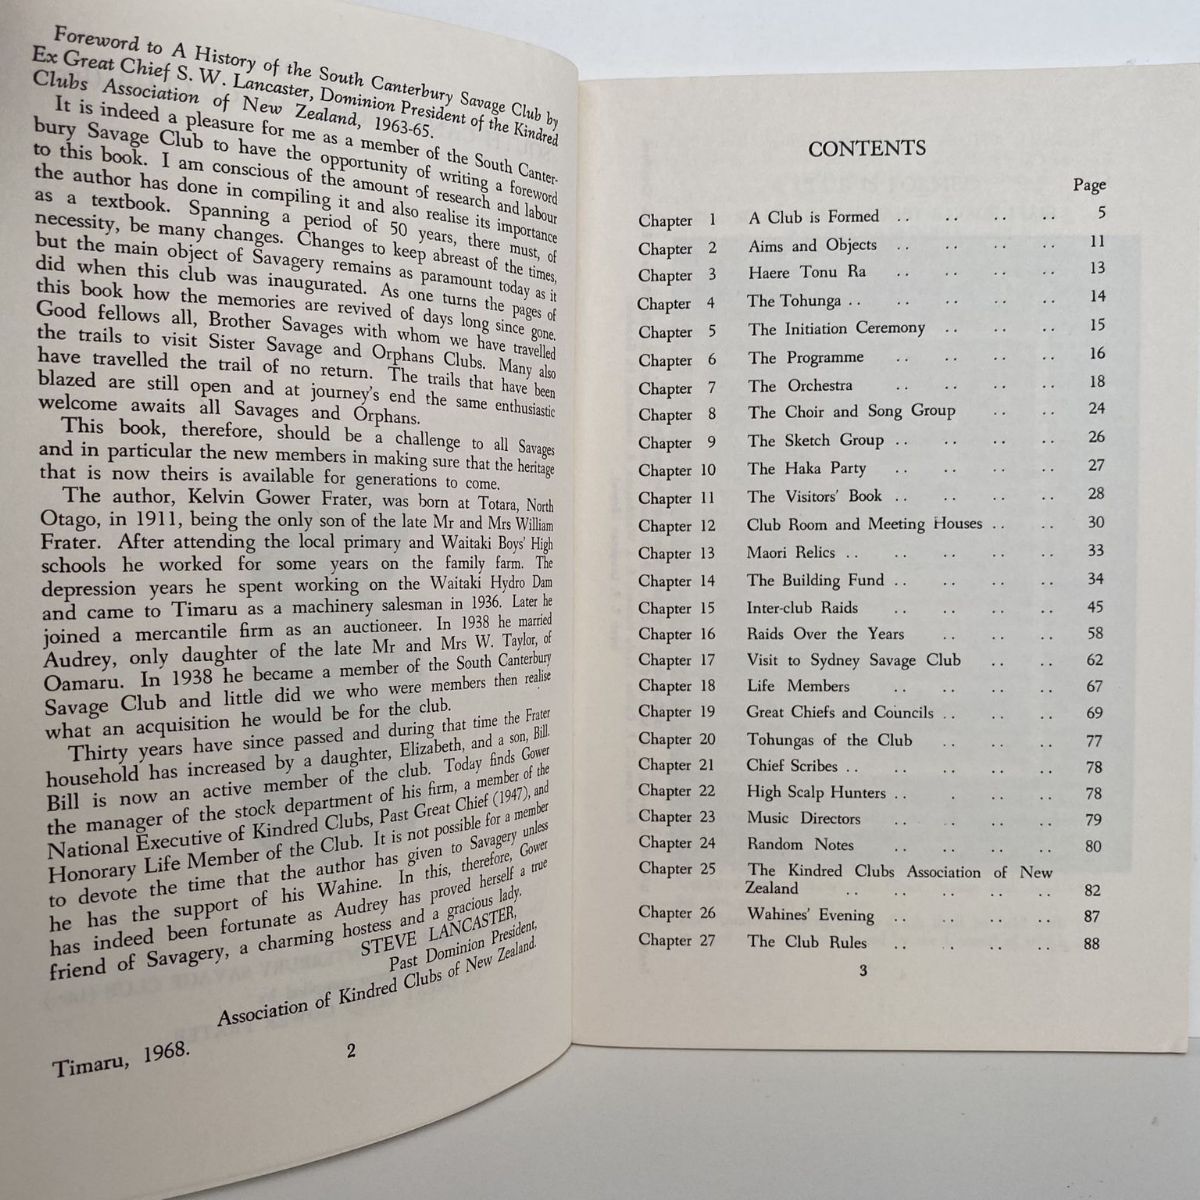 Foreword to A History of the South Canterbury Savage Club by
Ex Great Chief S. W. Lancaster, Dominion President of the Kindred
Clubs Association of New Zealand, 1963-65.
It is indeed a pleasure for me as a member of the South Canter-
bury Savage Club to have the opportunity of writing a foreword
to this book. I am conscious of the amount of research and labour
the author has done in compiling it and also realise its importance
as a textbook. Spanning a period of 50 years, there must, of
necessity, be many changes. Changes to keep abreast of the times,
but the main object of Savagery remains as paramount today as it
did when this club was inaugurated. As one turns the pages of
this book how the memories are revived of days long since gone.
Good fellows all, Brother Savages with whom we have travelled
the trails to visit Sister Savage and Orphans Clubs. Many also
have travelled the trail of no return. The trails that have been
blazed are still open and at journey's end the same enthusiastic
welcome awaits all Savages and Orphans.
This book, therefore, should be a challenge to all Savages
and in particular the new members in making sure that the heritage
that is now theirs is available for generations to come.
The author, Kelvin Gower Frater, was born at Totara, North
Otago, in 1911, being the only son of the late Mr and Mrs William
Frater. After attending the local primary and Waitaki Boys' High
schools he worked for some years on the family farm. The
depression years he spent working on the Waitaki Hydro Dam
and came to Timaru as a machinery salesman in 1936. Later he
joined a mercantile firm as an auctioneer. In 1938 he married
Audrey, only daughter of the late Mr and Mrs W. Taylor, of
Oamaru. In 1938 he became a member of the South Canterbury
Savage Club and little did we who were members then realise
what an acquisition he would be for the club.
Thirty years have since passed and during that time the Frater
household has increased by a daughter, Elizabeth, and a son, Bill.
Bill is now an active member of the club. Today finds Gower
the manager of the stock department of his firm, a member of the
National Executive of Kindred Clubs, Past Great Chief (1947), and
Honorary Life Member of the Club. It is not possible for a member
to devote the time that the author has given to Savagery unless
he has the support of his Wahine. In this, therefore, Gower
has indeed been fortunate as Audrey has proved herself a true
friend of Savagery, a charming hostess and a gracious lady.
STEVE LANCASTER,
Past Dominion President,
Association of Kindred Clubs of New Zealand.
Timaru, 1968.
2
CONTENTS
Page
Chapter 1 A Club is Formed .. .. .. .. 5
Chapter 2 Aims and Objects .. .. .. .. 11
Chapter 3 Haere Tonu Ra .. .. .. .. 13
Chapter 4 The Tohunga .. .. .. .. .. 14
Chapter 5 The Initiation Ceremony .. .. .. 15
Chapter 6 The Programme .. .. .. .. 16
Chapter 7 The Orchestra .. .. .. .. 18
Chapter 8 The Choir and Song Group .. .. 24
Chapter 9 The Sketch Group .. .. .. .. 26
Chapter 10 The Haka Party .. .. .. .. 27
Chapter 11 The Visitors' Book .. .. .. .. 28
Chapter 12 Club Room and Meeting Houses .. .. 30
Chapter 13 Maori Relics .. .. .. .. .. 33
Chapter 14 The Building Fund .. .. .. .. 34
Chapter 15 Inter-club Raids .. .. .. .. 45
Chapter 16 Raids Over the Years .. .. .. 58
Chapter 17 Visit to Sydney Savage Club .. .. 62
Chapter 18 Life Members .. .. .. .. 67
Chapter 19 Great Chiefs and Councils .. .. .. 69
Chapter 20 Tohungas of the Club .. .. .. 77
Chapter 21 Chief Scribes .. .. .. .. .. 78
Chapter 22 High Scalp Hunters .. .. .. .. 78
Chapter 23 Music Directors .. .. .. .. 79
Chapter 24 Random Notes .. .. .. .. 80
Chapter 25 The Kindred Clubs Association of New
Zealand .. .. .. .. .. 82
Chapter 26 Wahines' Evening .. .. .. .. 87
Chapter 27 The Club Rules .. .. .. .. 88
3